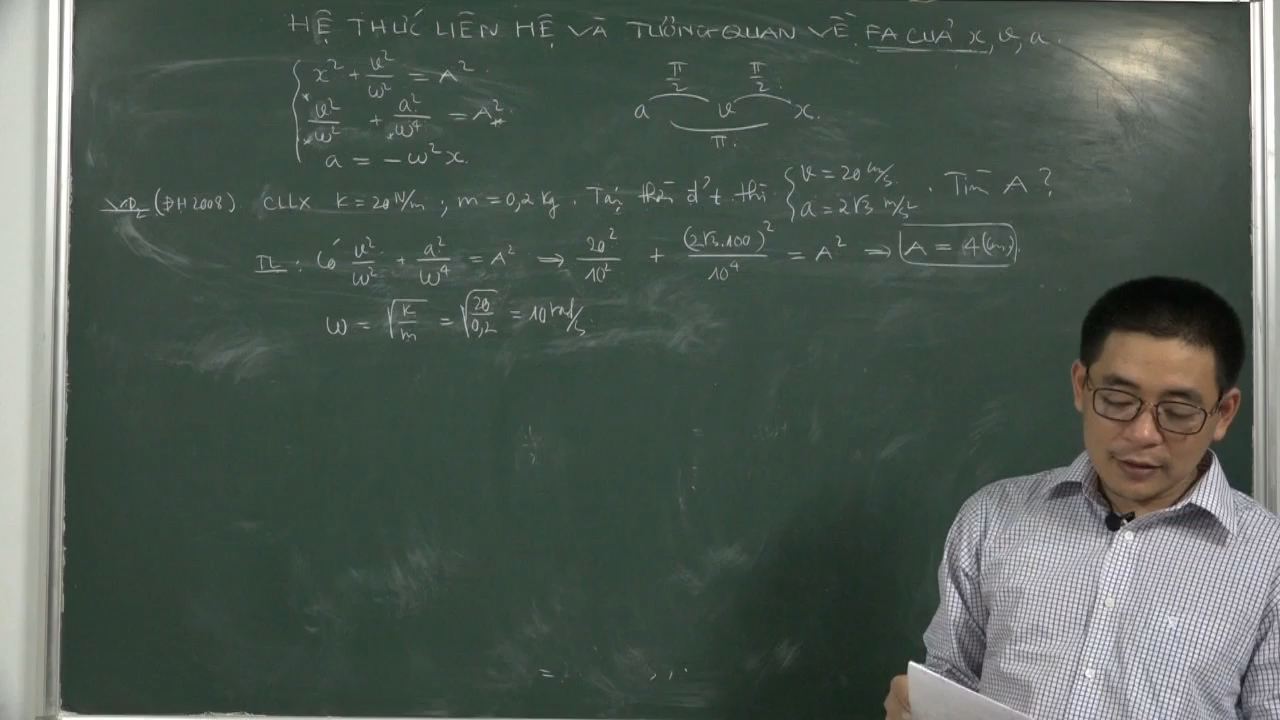 HỆ THỨC LIÊN HỆ VÀ TƯƠNG QUAN VỀ FA CỦA x, v, a.
x² + v²/ω² = A²
v²/ω² + a²/ω⁴ = A²
a = -ω²x.
π/2 π/2
a v x.
π.
VD2 (ĐH 2008) CLLX K = 20 N/m ; m = 0,2 kg. Tại thời đ' t thì { v = 20 cm/s, a = 2√3 m/s² . Tìm A ?
Có v²/ω² + a²/ω⁴ = A² ⇒ 20²/10² + (2√3.100)²/10⁴ = A² ⇒ A = 4(cm).
ω = √(K/m) = √(20/0,2) = 10 rad/s